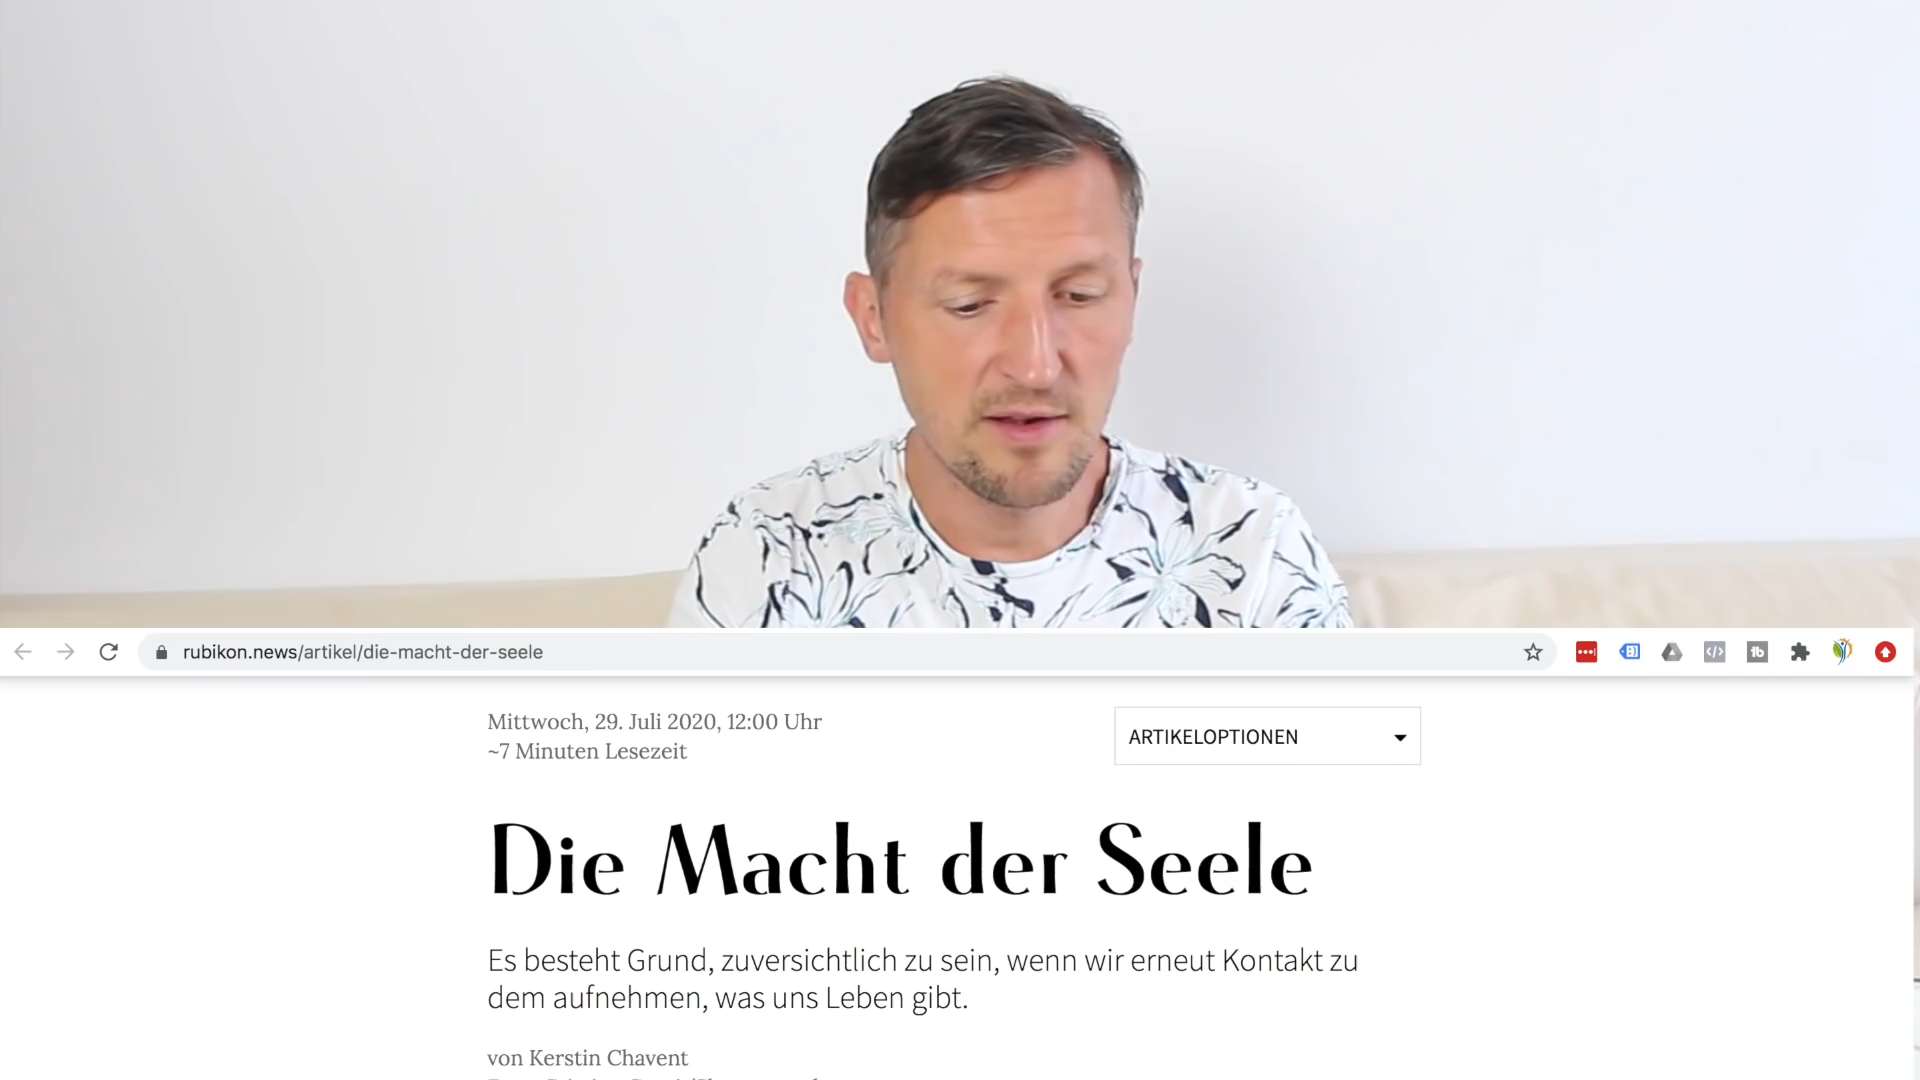 rubikon.news/artikel/die-macht-der-seele
Mittwoch, 29. Juli 2020, 12:00 Uhr
~7 Minuten Lesezeit
ARTIKELOPTIONEN
Die Macht der Seele
Es besteht Grund, zuversichtlich zu sein, wenn wir erneut Kontakt zu
dem aufnehmen, was uns Leben gibt.
von Kerstin Chavent